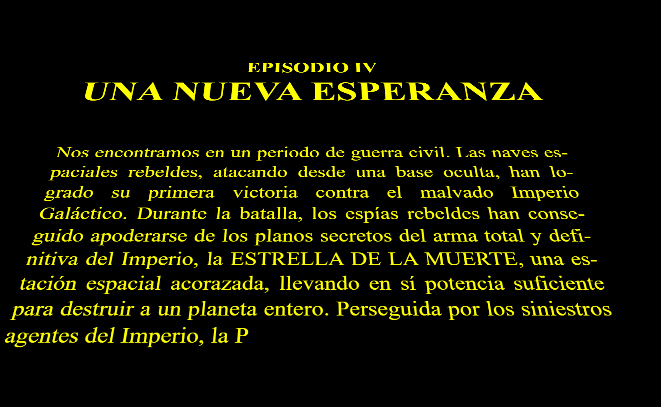 EPISODIO IV
UNA NUEVA ESPERANZA
Nos encontramos en un periodo de guerra civil. Las naves es-
paciales rebeldes, atacando desde una base oculta, han lo-
grado su primera victoria contra el malvado Imperio
Galáctico. Durante la batalla, los espías rebeldes han conse-
guido apoderarse de los planos secretos del arma total y defi-
nitiva del Imperio, la ESTRELLA DE LA MUERTE, una es-
tación espacial acorazada, llevando en sí potencia suficiente
para destruir a un planeta entero. Perseguida por los siniestros
agentes del Imperio, la P